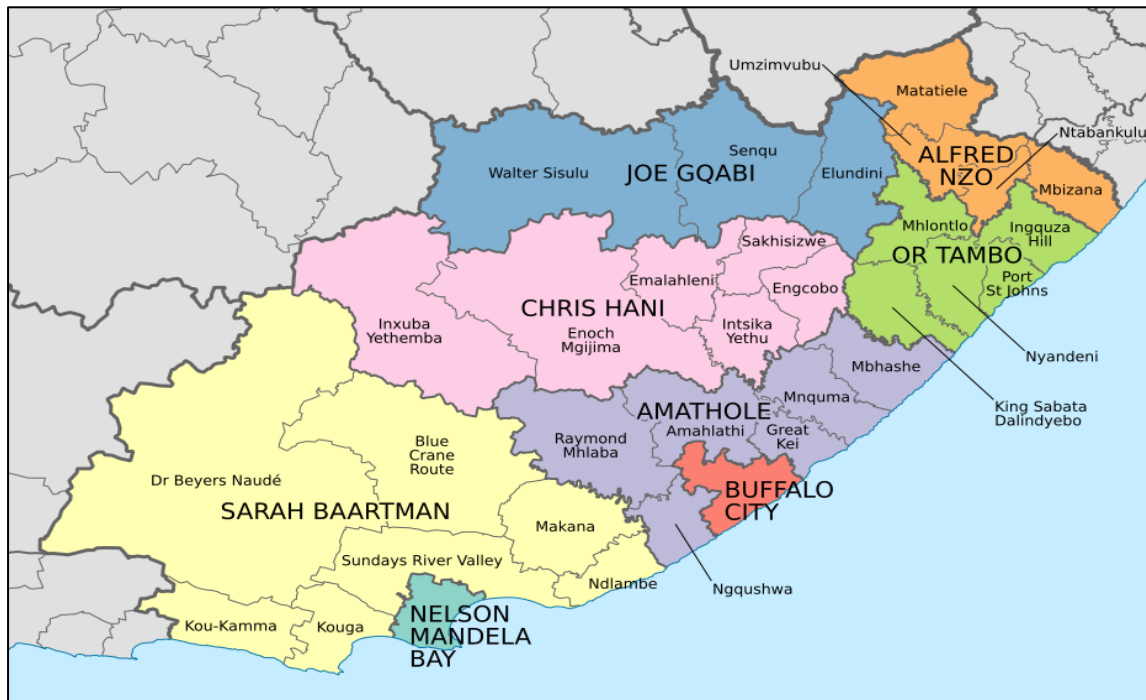 Umzimvubu
Matatiele
Ntabankulu
ALFRED
NZO
Mbizana
Walter Sisulu
JOE GQABI
Senqu
Elundini
Mhlontlo
Ingquza
Hill
OR TAMBO
Port
St Johns
Nyandeni
King Sabata
Dalindyebo
Sakhisizwe
Emalahleni
Engcobo
CHRIS HANI
Inxuba
Yethemba
Enoch
Mgijima
Intsika
Yethu
Mbhashe
Mnquma
AMATHOLE
Amahlathi
Great
Kei
Raymond
Mhlaba
BUFFALO
CITY
Ngqushwa
Blue
Crane
Route
Dr Beyers Naudé
SARAH BAARTMAN
Makana
Sundays River Valley
Ndlambe
Kou-Kamma
Kouga
NELSON
MANDELA
BAY